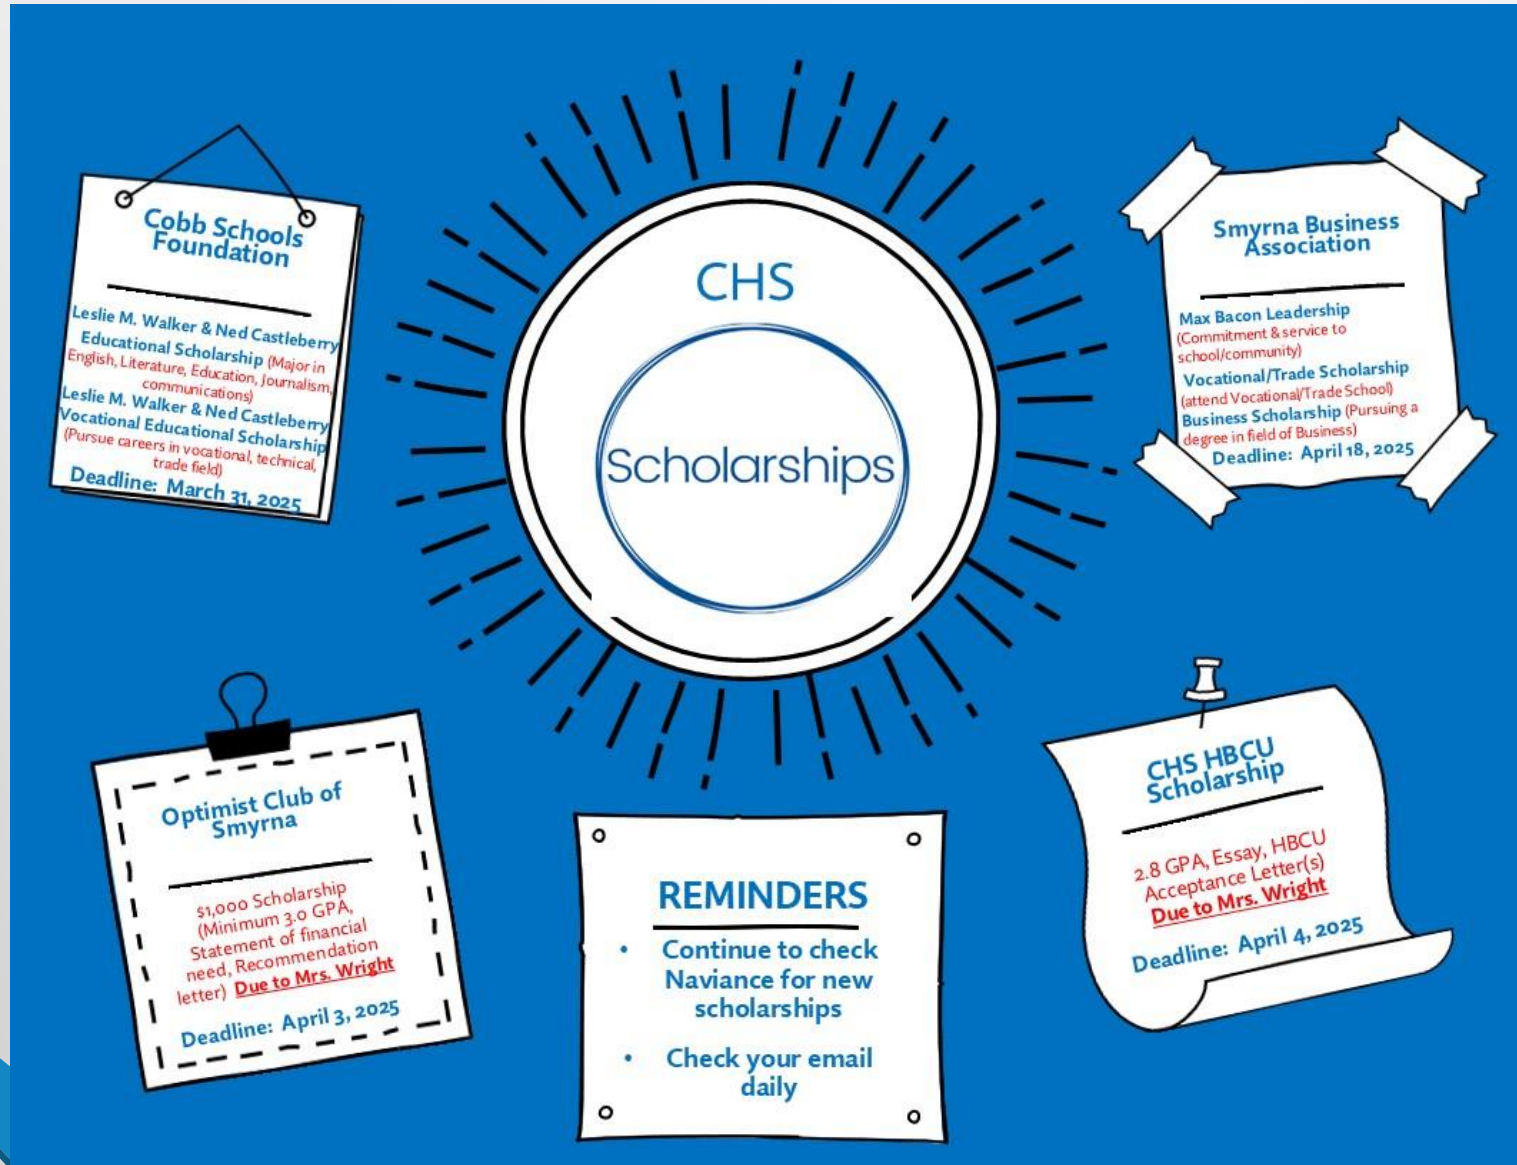 CHS
Scholarships
Cobb Schools
Foundation
Leslie M. Walker & Ned Castleberry
Educational Scholarship (Major in
English, Literature, Education, Journalism,
communications)
Leslie M. Walker & Ned Castleberry
Vocational Educational Scholarship
(Pursue careers in vocational, technical,
trade field)
Deadline: March 31, 2025
Smyrna Business
Association
Max Bacon Leadership
(Commitment & service to
school/community)
Vocational/Trade Scholarship
(attend Vocational/Trade School)
Business Scholarship (Pursuing a
degree in field of Business)
Deadline: April 18, 2025
Optimist Club of
Smyrna
$1,000 Scholarship
(Minimum 3.0 GPA,
Statement of financial
need, Recommendation
letter) Due to Mrs. Wright
Deadline: April 3, 2025
REMINDERS
• Continue to check
Naviance for new
scholarships
• Check your email
daily
CHS HBCU
Scholarship
2.8 GPA, Essay, HBCU
Acceptance Letter(s)
Due to Mrs. Wright
Deadline: April 4, 2025